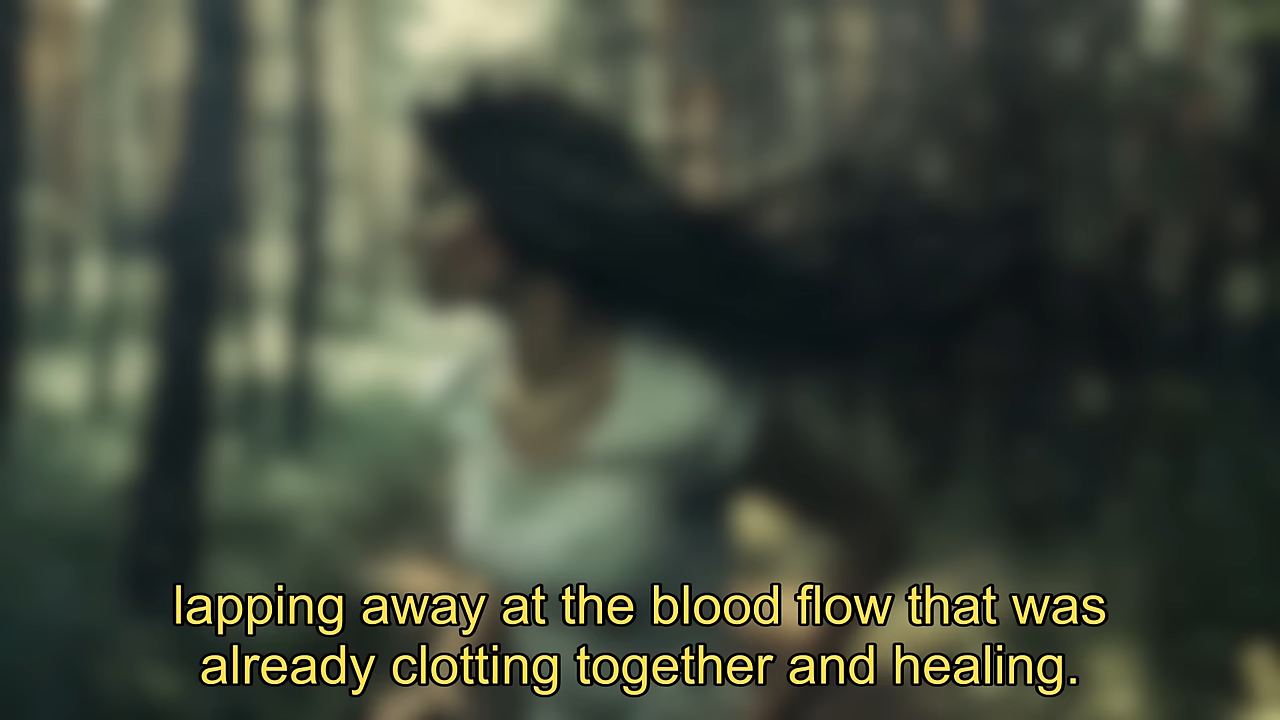 lapping away at the blood flow that was
already clotting together and healing.